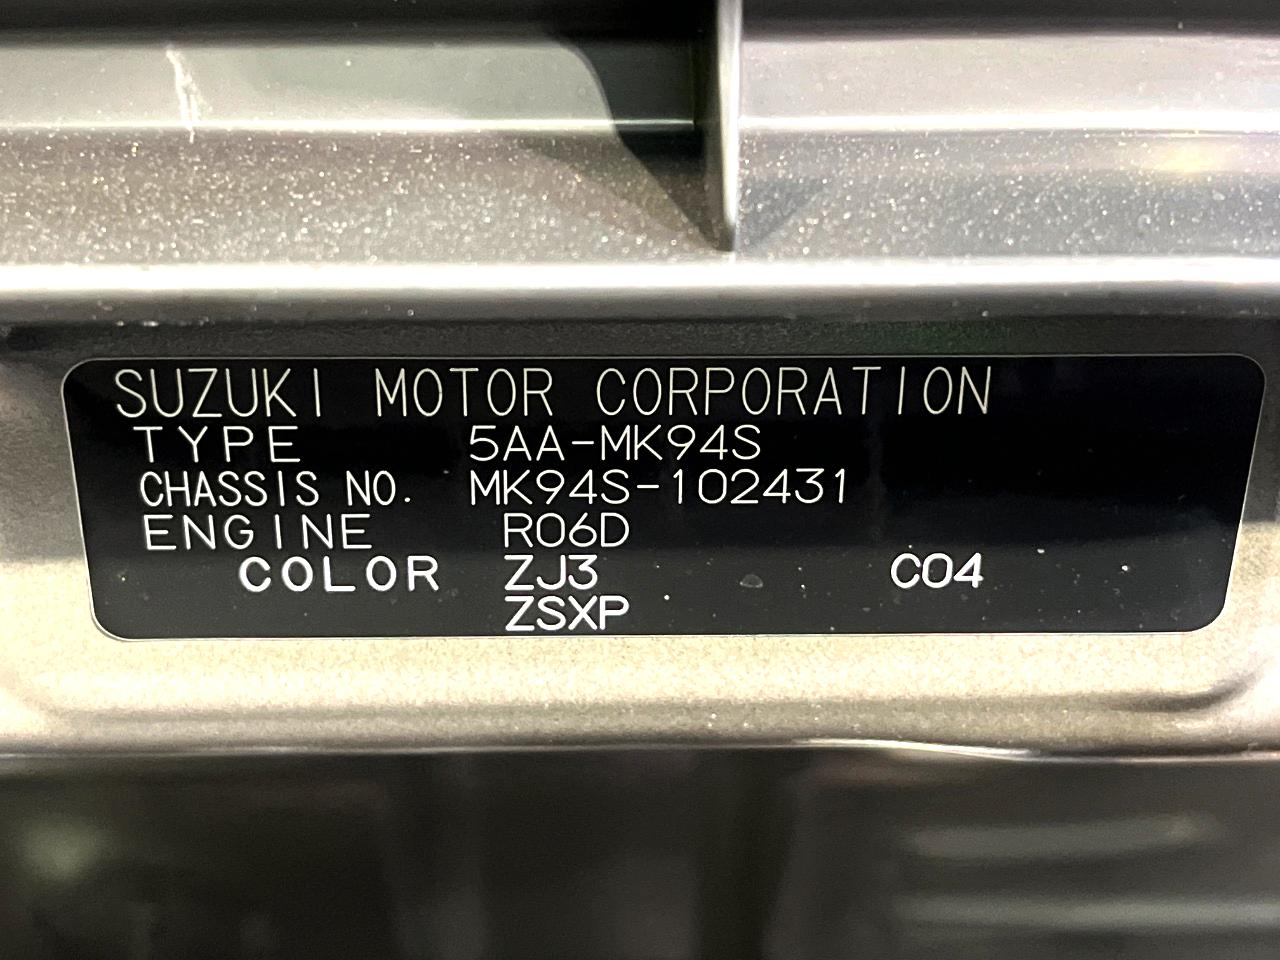 SUZUKI MOTOR CORPORATION
TYPE 5AA-MK94S
CHASSIS NO. MK94S-102431
ENGINE R06D
COLOR ZJ3 C04
ZSXP